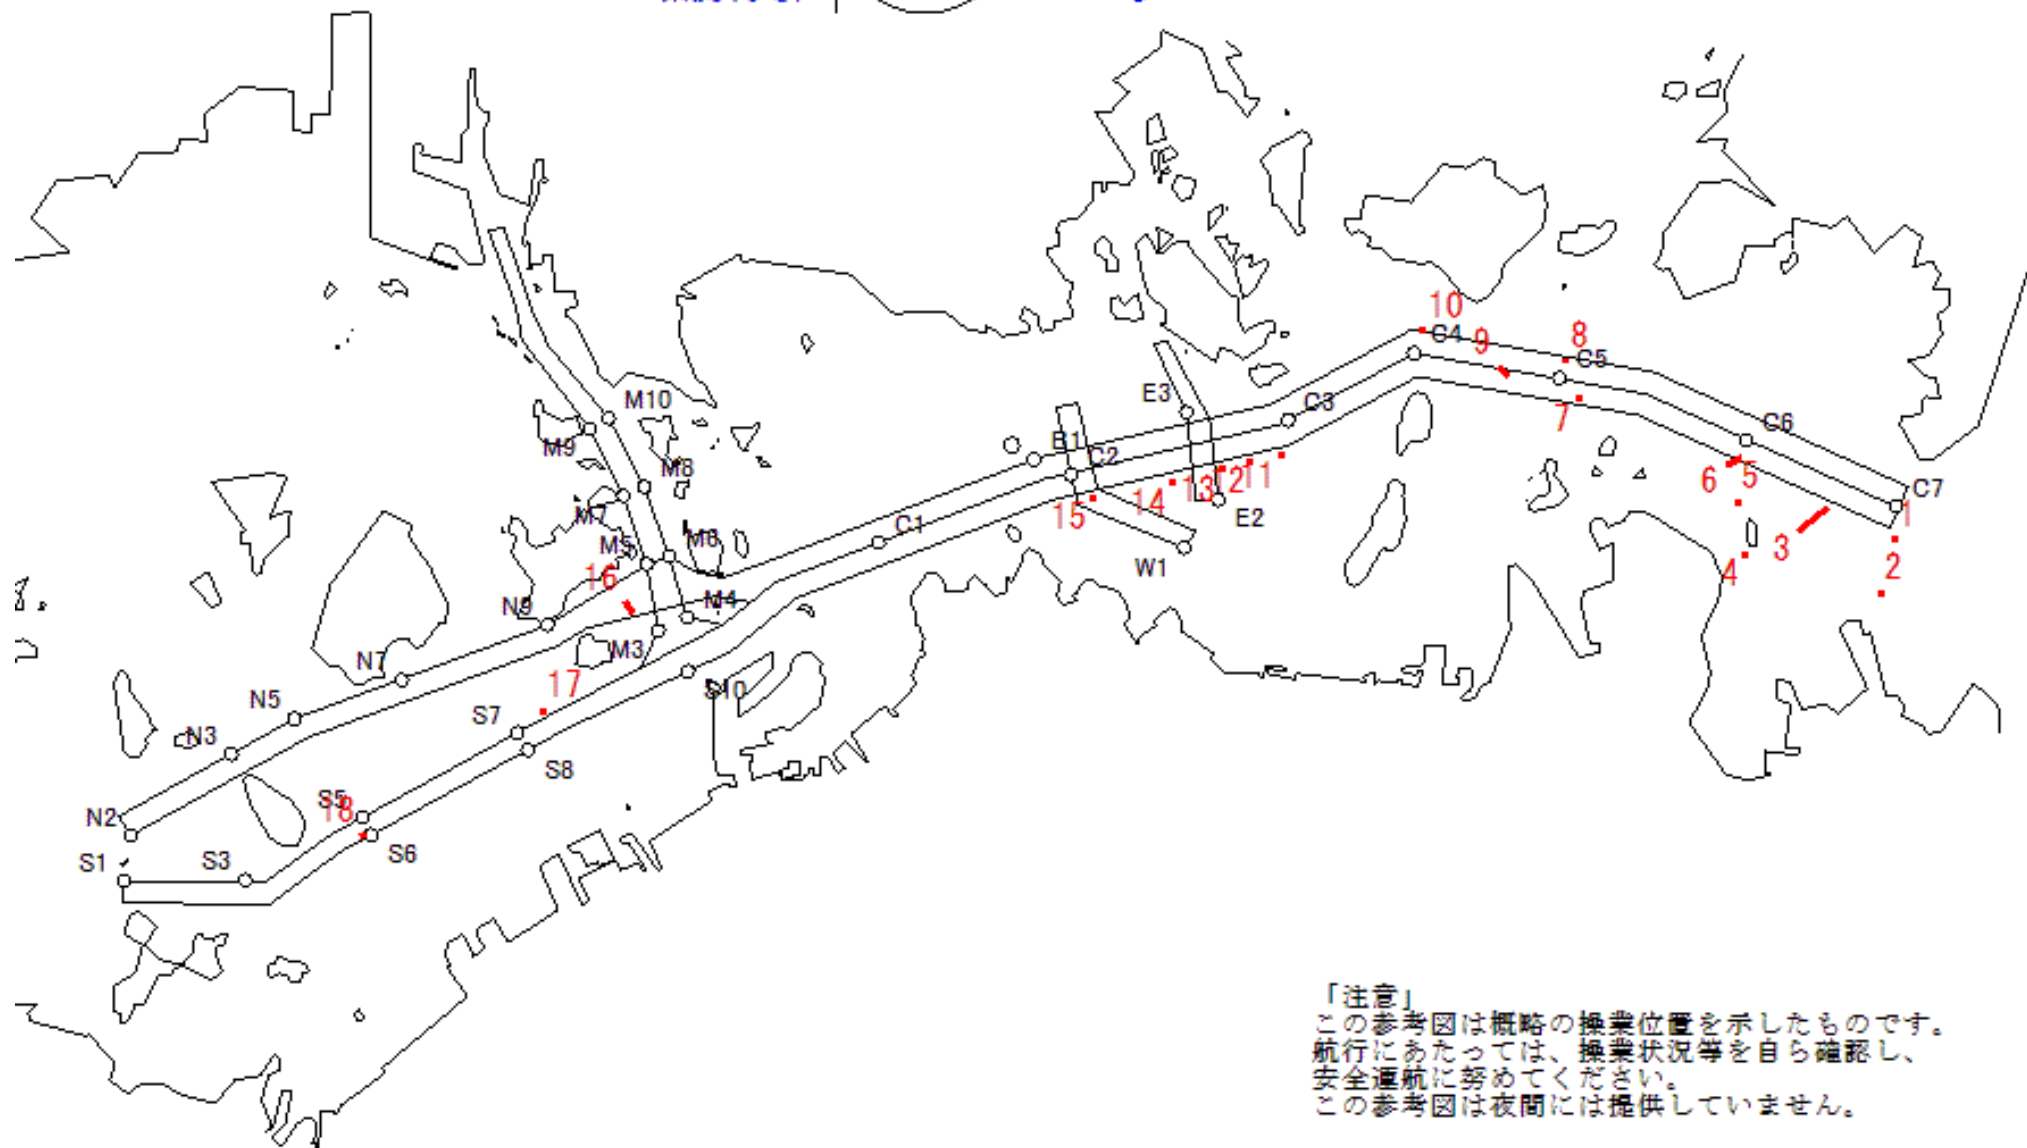 10
C4
9
8
C5
M10
E3
C3
7
C6
M9
B1
M8
C2
6
5
C7
11
12
13
14
1
M7
15
E2
C1
M5
M6
3
W1
2
16
4
N9
M4
M3
N7
17
S10
N5
S7
N3
S8
S5
18
N2
S6
S1
S3
「注意」
この参考図は概略の操業位置を示したものです。
航行にあたっては、操業状況等を自ら確認し、
安全運航に努めてください。
この参考図は夜間には提供していません。